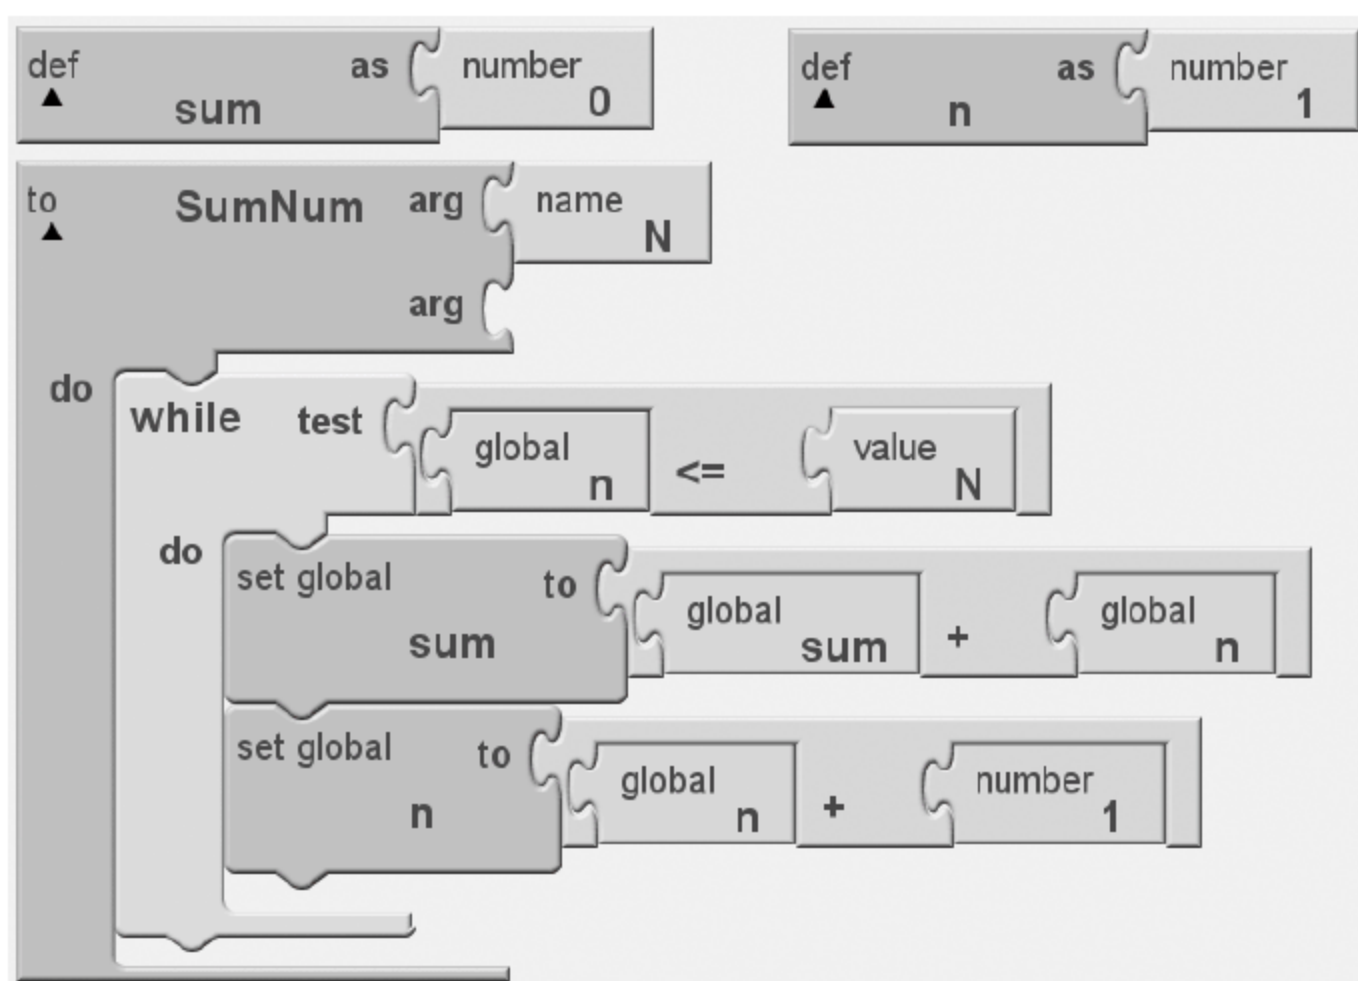 def as number
sum 0
def as number
n 1
to SumNum arg name
N
arg
do
while test global n <= value N
do
set global sum to global sum + global n
set global n to global n + number 1